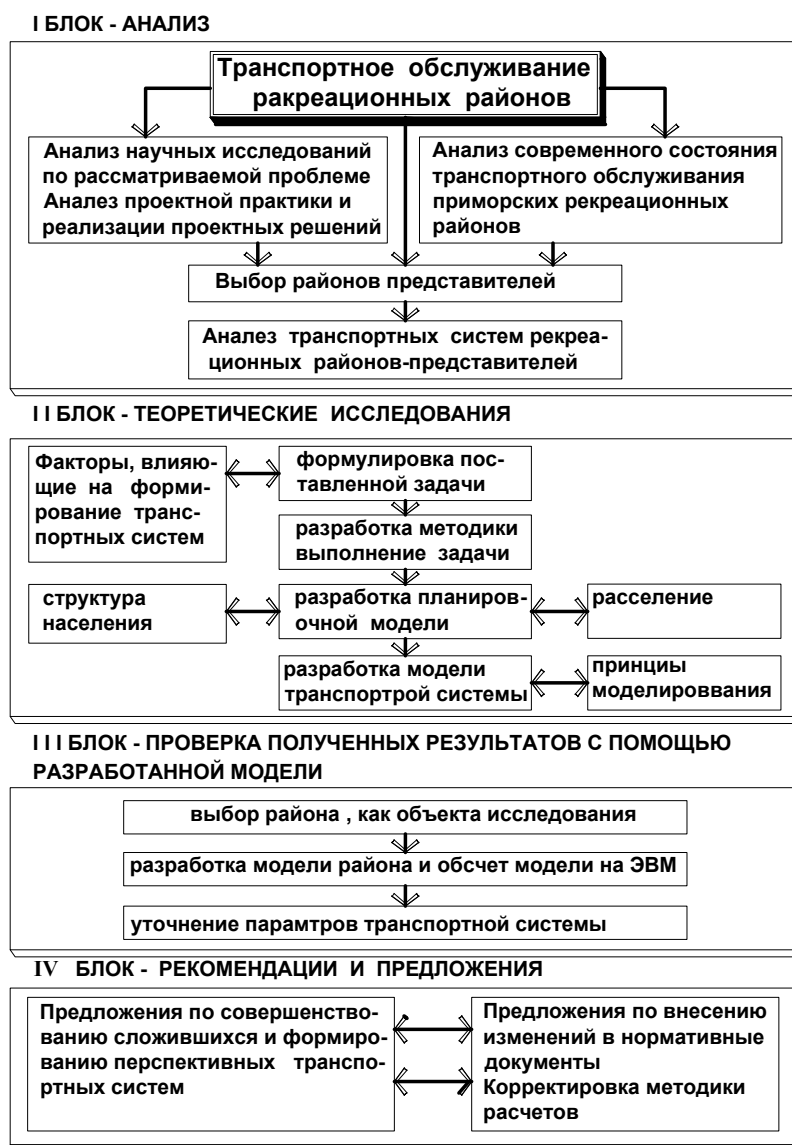 I БЛОК - АНАЛИЗ
Транспортное обслуживание
ракреационных районов
Анализ научных исследований
по рассматриваемой проблеме
Аналез проектной практики и
реализации проектных решений
Анализ современного состояния
транспортного обслуживания
приморских рекреационных
районов
Выбор районов представителей
Аналез транспортных систем рекреа-
ционных районов-представителей
I I БЛОК - ТЕОРЕТИЧЕСКИЕ ИССЛЕДОВАНИЯ
Факторы, влияю-
щие на форми-
рование транс-
портных систем
формулировка пос-
тавленной задачи
разработка методики
выполнение задачи
структура
населения
разработка планиров-
очной модели
расселение
разработка модели
транспортрой системы
принциы
моделироввания
I I I БЛОК - ПРОВЕРКА ПОЛУЧЕННЫХ РЕЗУЛЬТАТОВ С ПОМОЩЬЮ
РАЗРАБОТАННОЙ МОДЕЛИ
выбор района , как объекта исследования
разработка модели района и обсчет модели на ЭВМ
уточнение парамтров транспортной системы
IV БЛОК - РЕКОМЕНДАЦИИ И ПРЕДЛОЖЕНИЯ
Предложения по совершенство-
ванию сложившихся и формиро-
ванию перспективных транспо-
ртных систем
Предложения по внесению
изменений в нормативные
документы
Корректировка методики
расчетов